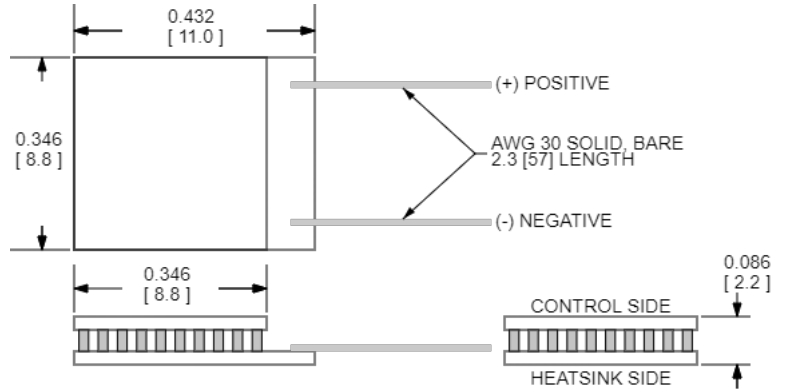 0.432
[ 11.0 ]
(+) POSITIVE
0.346
[ 8.8 ]
AWG 30 SOLID, BARE
2.3 [57] LENGTH
(-) NEGATIVE
0.346
[ 8.8 ]
0.086
[ 2.2 ]
CONTROL SIDE
HEATSINK SIDE